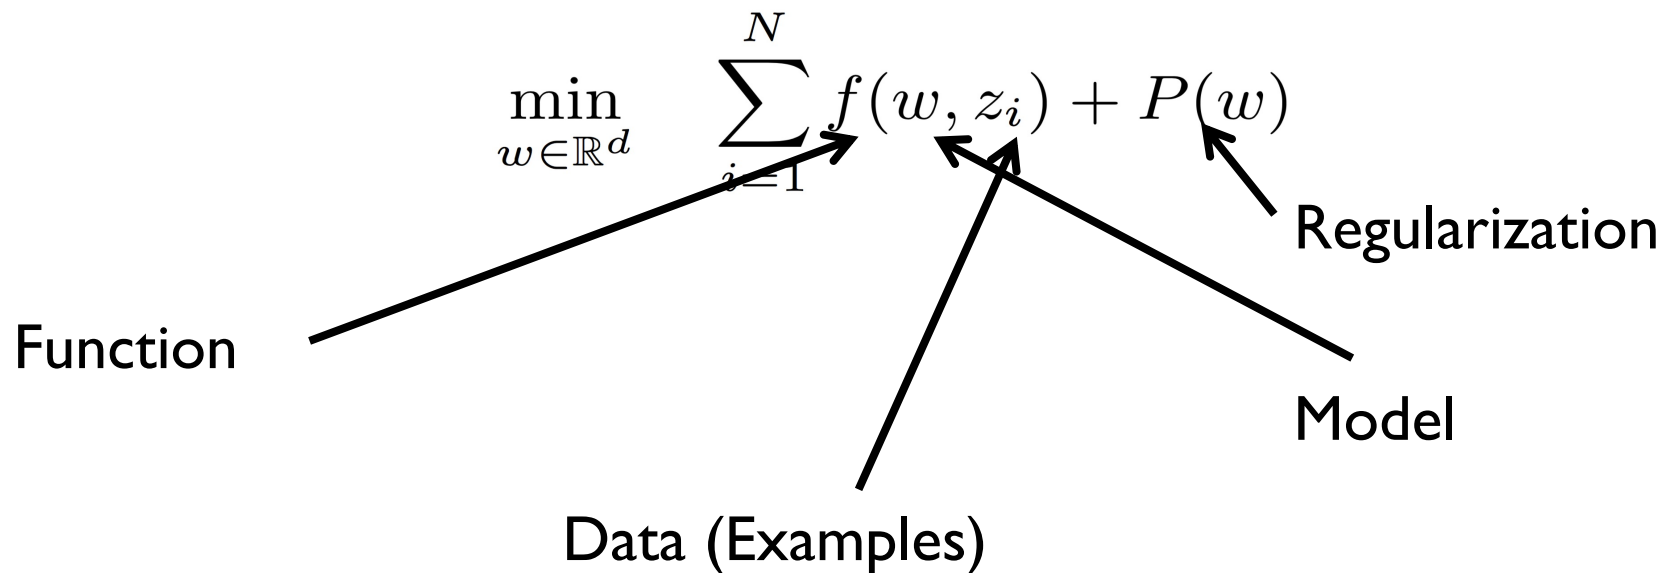 min_{w∈ℝ^d} ∑_{i=1}^{N} f(w, z_i) + P(w)
Regularization
Function
Model
Data (Examples)